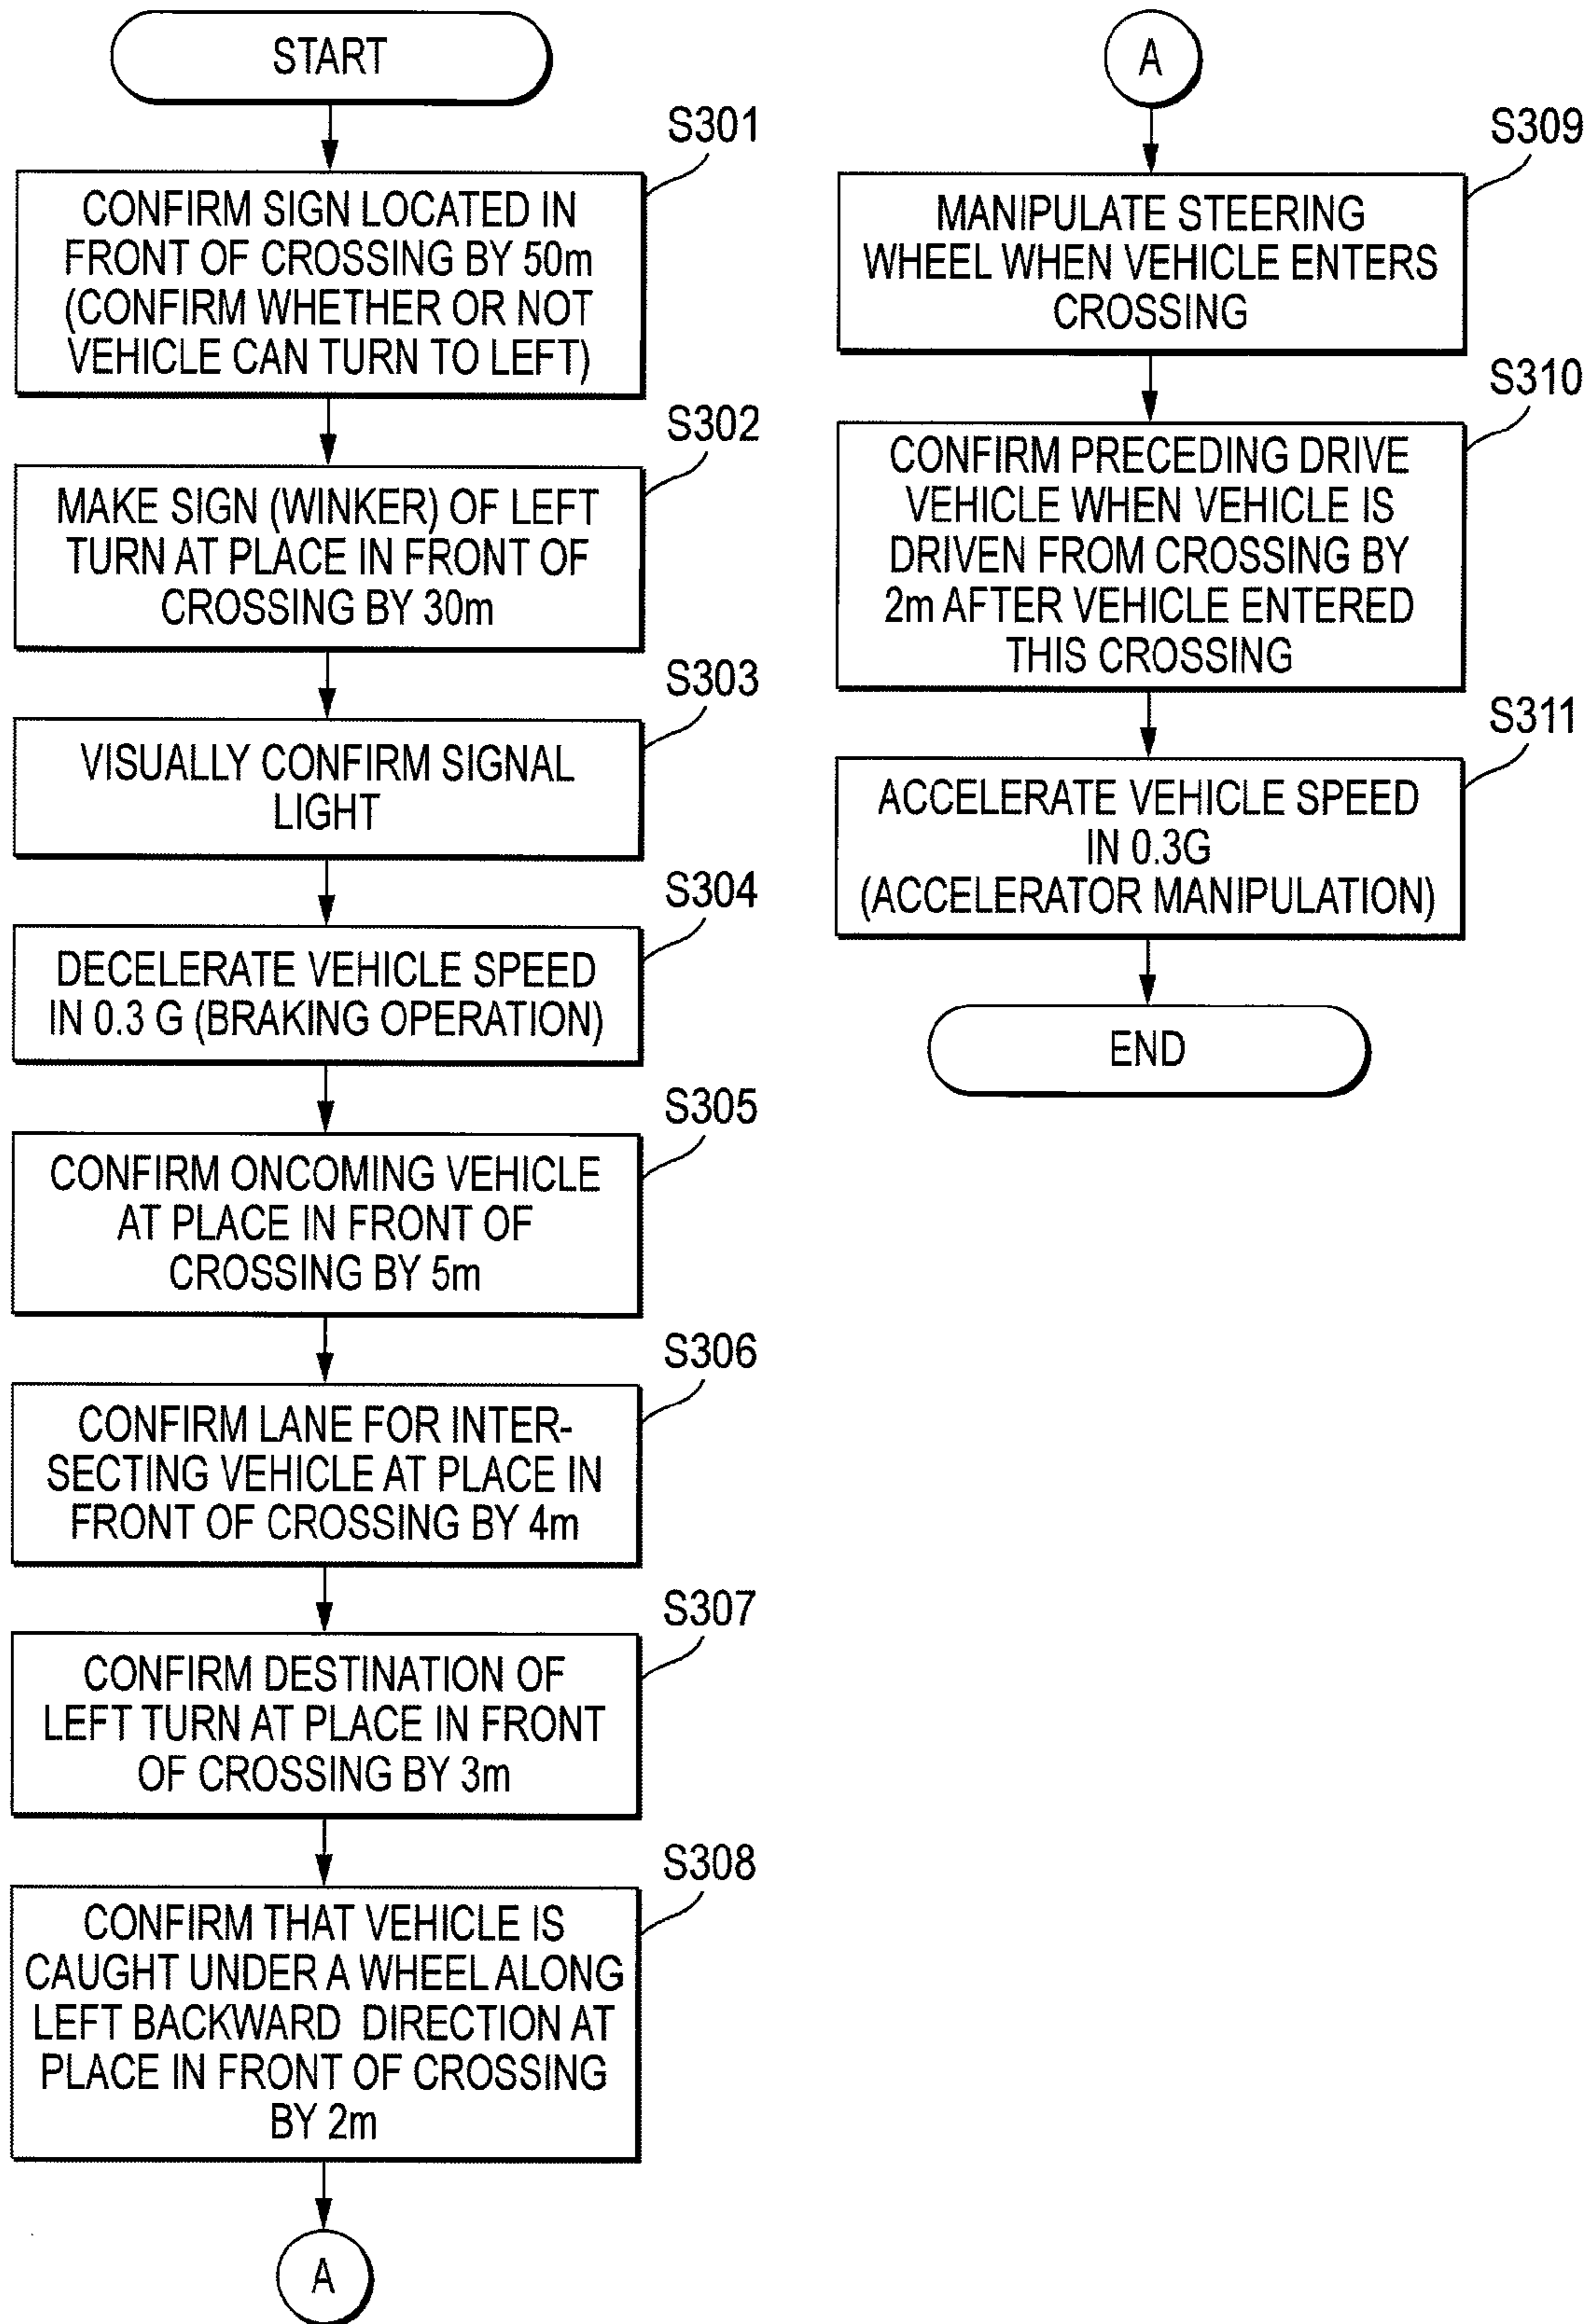 START
S301
CONFIRM SIGN LOCATED IN
FRONT OF CROSSING BY 50m
(CONFIRM WHETHER OR NOT
VEHICLE CAN TURN TO LEFT)
S302
MAKE SIGN (WINKER) OF LEFT
TURN AT PLACE IN FRONT OF
CROSSING BY 30m
S303
VISUALLY CONFIRM SIGNAL
LIGHT
S304
DECELERATE VEHICLE SPEED
IN 0.3 G (BRAKING OPERATION)
S305
CONFIRM ONCOMING VEHICLE
AT PLACE IN FRONT OF
CROSSING BY 5m
S306
CONFIRM LANE FOR INTER-
SECTING VEHICLE AT PLACE IN
FRONT OF CROSSING BY 4m
S307
CONFIRM DESTINATION OF
LEFT TURN AT PLACE IN FRONT
OF CROSSING BY 3m
S308
CONFIRM THAT VEHICLE IS
CAUGHT UNDER A WHEEL ALONG
LEFT BACKWARD DIRECTION AT
PLACE IN FRONT OF CROSSING
BY 2m
A
A
S309
MANIPULATE STEERING
WHEEL WHEN VEHICLE ENTERS
CROSSING
S310
CONFIRM PRECEDING DRIVE
VEHICLE WHEN VEHICLE IS
DRIVEN FROM CROSSING BY
2m AFTER VEHICLE ENTERED
THIS CROSSING
S311
ACCELERATE VEHICLE SPEED
IN 0.3G
(ACCELERATOR MANIPULATION)
END